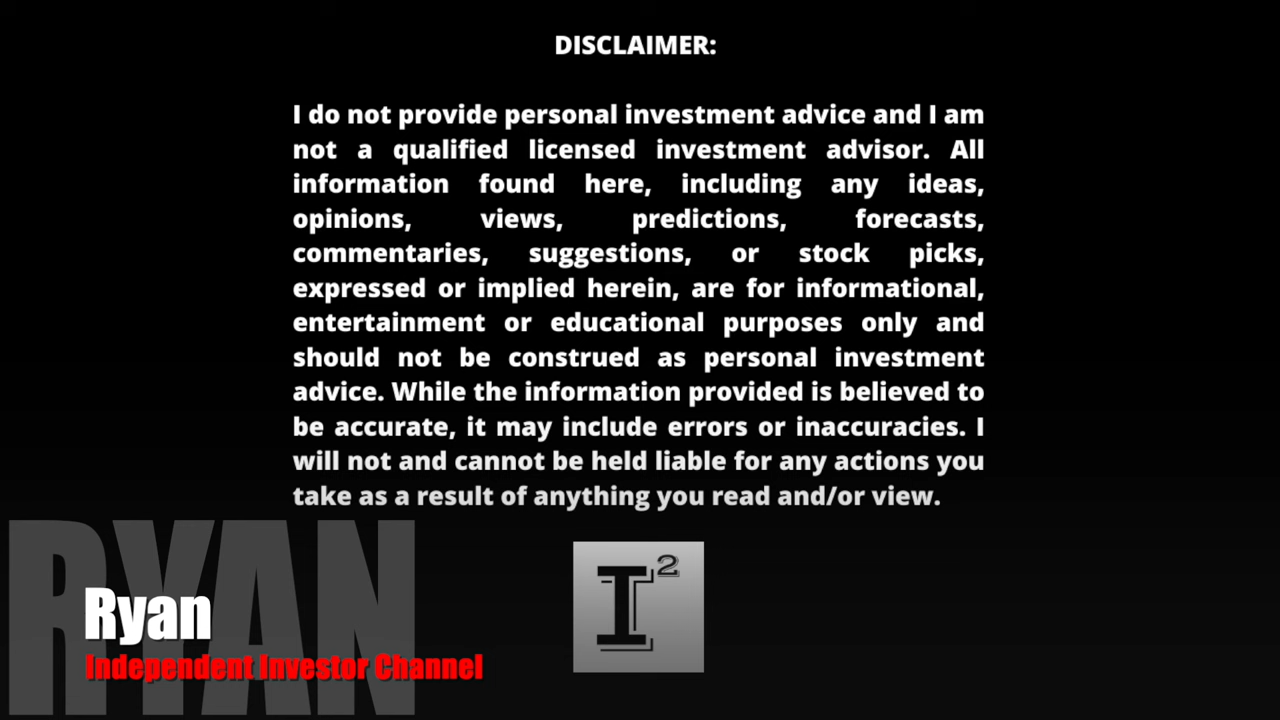 DISCLAIMER:
I do not provide personal investment advice and I am
not a qualified licensed investment advisor. All
information found here, including any ideas,
opinions, views, predictions, forecasts,
commentaries, suggestions, or stock picks,
expressed or implied herein, are for informational,
entertainment or educational purposes only and
should not be construed as personal investment
advice. While the information provided is believed to
be accurate, it may include errors or inaccuracies. I
will not and cannot be held liable for any actions you
take as a result of anything you read and/or view.
RYAN
Ryan
Independent Investor Channel
I²